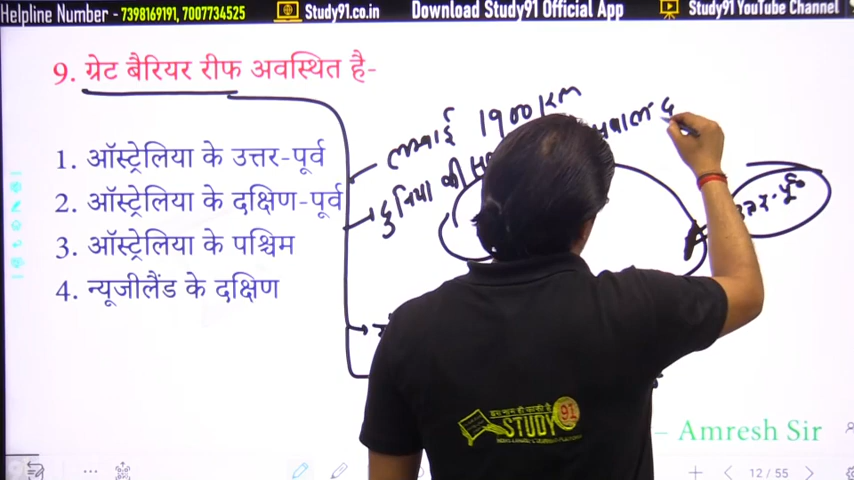 Helpline Number - 7398169191, 7007734525 Study91.co.in Download Study91 Official App Study91 YouTube Channel
9. ग्रेट बैरियर रीफ अवस्थित है-
1. ऑस्ट्रेलिया के उत्तर-पूर्व
2. ऑस्ट्रेलिया के दक्षिण-पूर्व
3. ऑस्ट्रेलिया के पश्चिम
4. न्यूजीलैंड के दक्षिण
लम्बाई 1900 km
दुनिया की
STUDY 91
– Amresh Sir
12 / 55